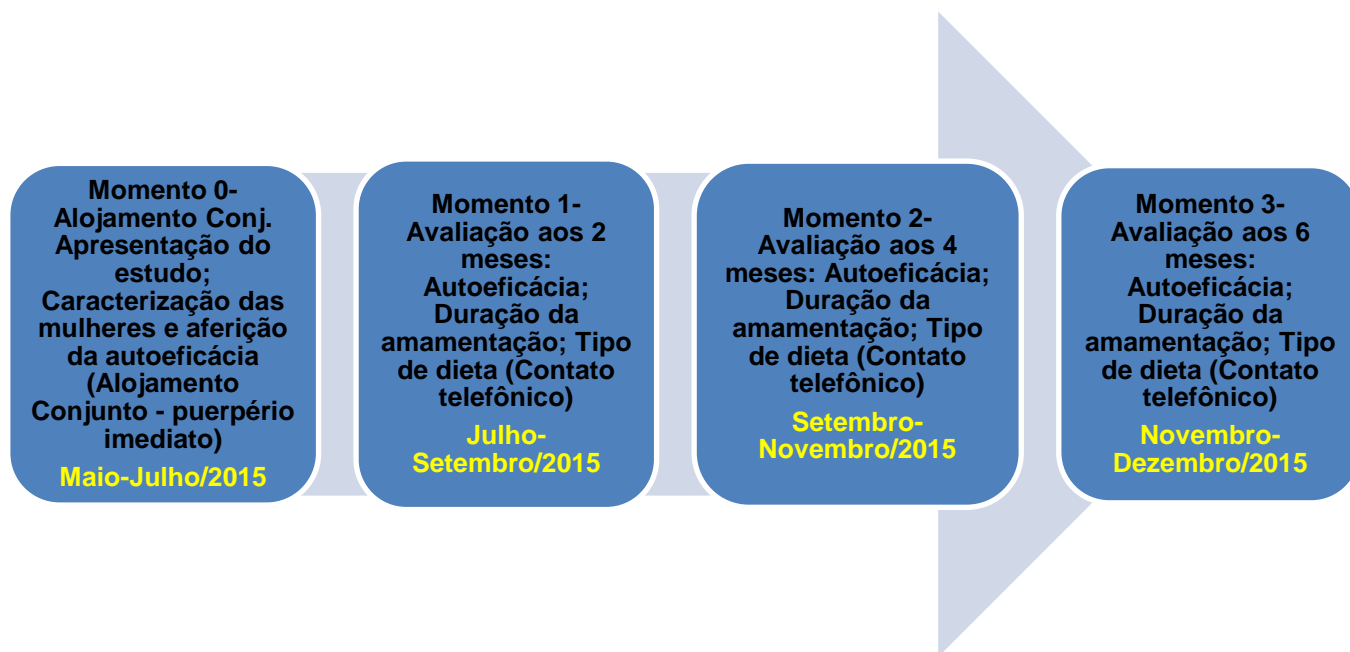 Momento 0-
Alojamento Conj.
Apresentação do
estudo;
Caracterização das
mulheres e aferição
da autoeficácia
(Alojamento
Conjunto - puerpério
imediato)
Maio-Julho/2015
Momento 1-
Avaliação aos 2
meses:
Autoeficácia;
Duração da
amamentação; Tipo
de dieta (Contato
telefônico)
Julho-
Setembro/2015
Momento 2-
Avaliação aos 4
meses: Autoeficácia;
Duração da
amamentação; Tipo
de dieta (Contato
telefônico)
Setembro-
Novembro/2015
Momento 3-
Avaliação aos 6
meses:
Autoeficácia;
Duração da
amamentação; Tipo
de dieta (Contato
telefônico)
Novembro-
Dezembro/2015